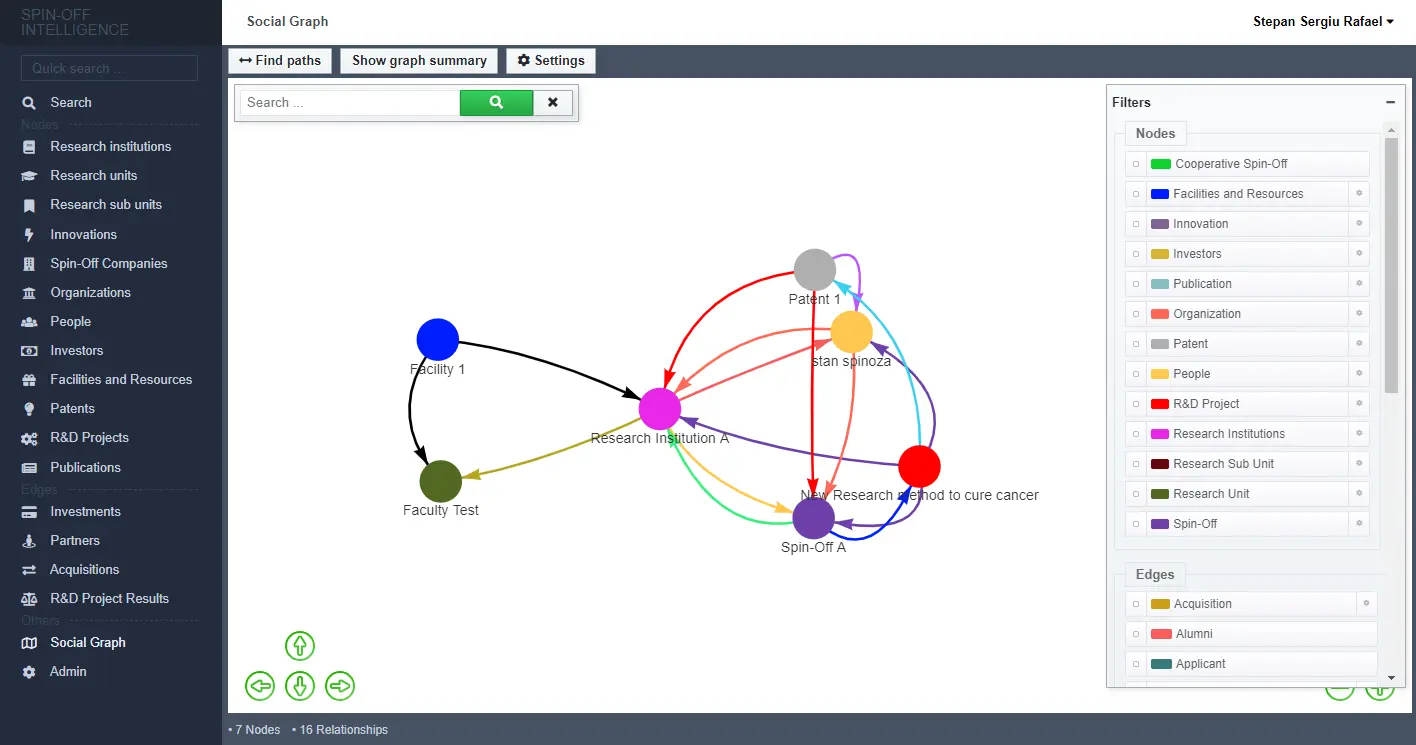 SPIN-OFF
INTELLIGENCE
Quick search ...
Search
Nodes
Research institutions
Research units
Research sub units
Innovations
Spin-Off Companies
Organizations
People
Investors
Facilities and Resources
Patents
R&D Projects
Publications
Edges
Investments
Partners
Acquisitions
R&D Project Results
Others
Social Graph
Admin
Social Graph
Stepan Sergiu Rafael
Find paths
Show graph summary
Settings
Search ...
Patent 1
stan spinoza
Facility 1
Research Institution A
New Research method to cure cancer
Faculty Test
Spin-Off A
Filters
Nodes
Cooperative Spin-Off
Facilities and Resources
Innovation
Investors
Publication
Organization
Patent
People
R&D Project
Research Institutions
Research Sub Unit
Research Unit
Spin-Off
Edges
Acquisition
Alumni
Applicant
• 7 Nodes • 16 Relationships